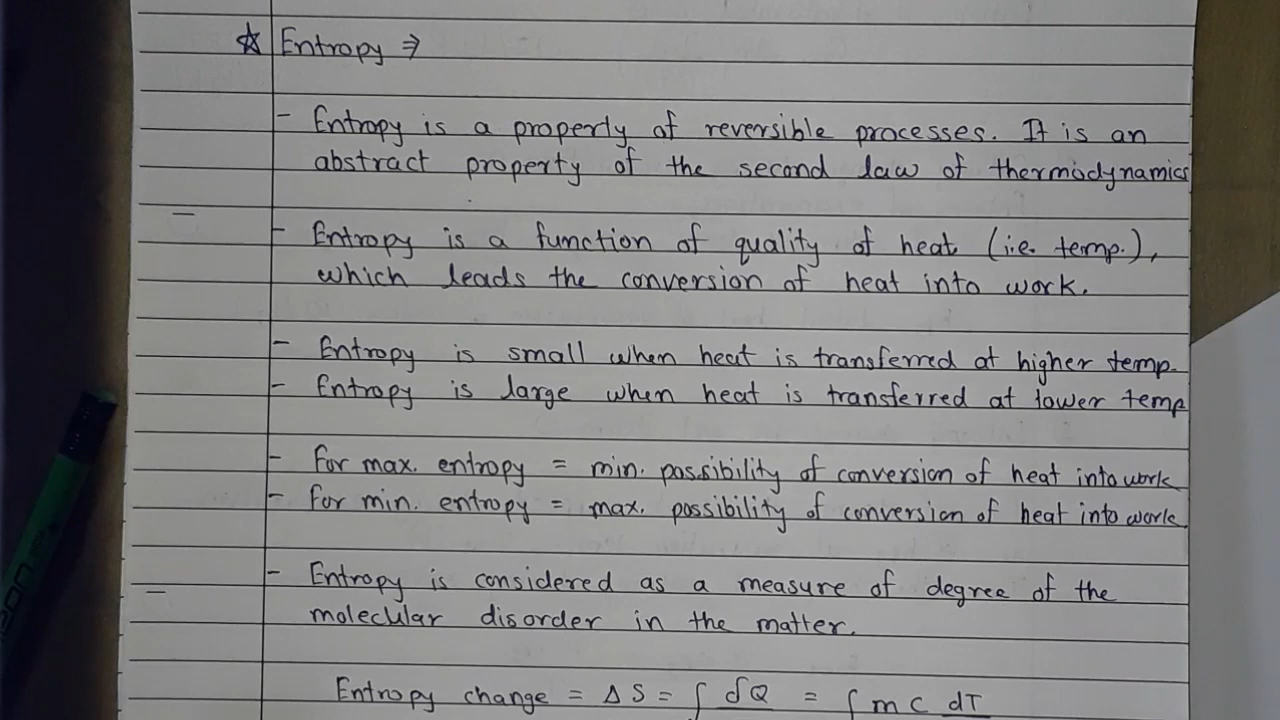 ☆ Entropy ⇒
- Entropy is a property of reversible processes. It is an
abstract property of the second law of thermodynamics
- Entropy is a function of quality of heat (i.e. temp.),
which leads the conversion of heat into work.
- Entropy is small when heat is transferred at higher temp.
- Entropy is large when heat is transferred at lower temp
- For max. entropy = min. possibility of conversion of heat into work
- For min. entropy = max. possibility of conversion of heat into work
- Entropy is considered as a measure of degree of the
molecular disorder in the matter.
Entropy change = ΔS = ∫ dQ = ∫ m c dT